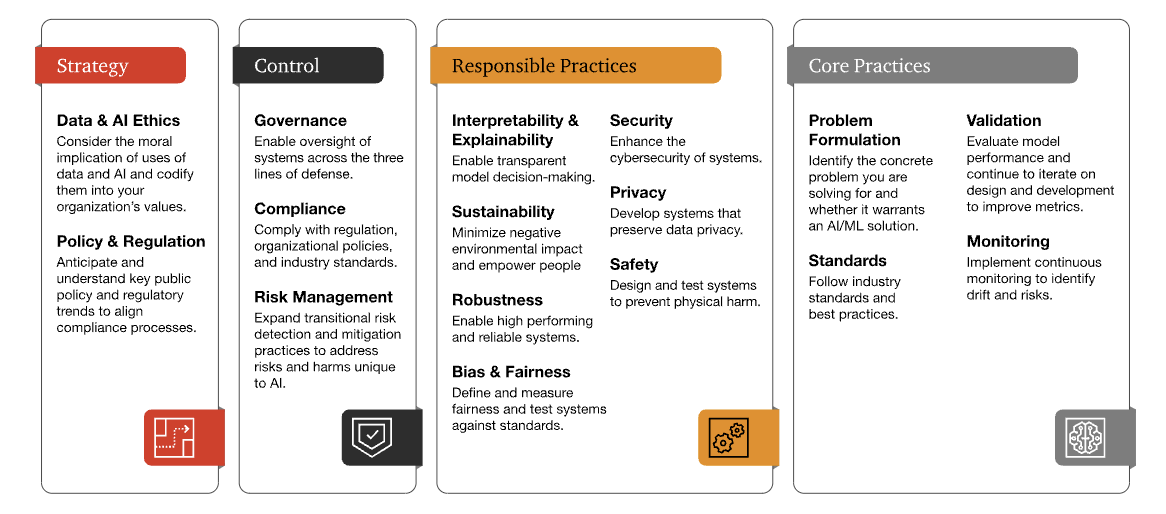 Strategy
Data & AI Ethics
Consider the moral
implication of uses of
data and AI and codify
them into your
organization's values.
Policy & Regulation
Anticipate and
understand key public
policy and regulatory
trends to align
compliance processes.
Control
Governance
Enable oversight of
systems across the three
lines of defense.
Compliance
Comply with regulation,
organizational policies,
and industry standards.
Risk Management
Expand transitional risk
detection and mitigation
practices to address
risks and harms unique
to AI.
Responsible Practices
Interpretability &
Explainability
Enable transparent
model decision-making.
Sustainability
Minimize negative
environmental impact
and empower people
Robustness
Enable high performing
and reliable systems.
Bias & Fairness
Define and measure
fairness and test systems
against standards.
Security
Enhance the
cybersecurity of systems.
Privacy
Develop systems that
preserve data privacy.
Safety
Design and test systems
to prevent physical harm.
Core Practices
Problem
Formulation
Identify the concrete
problem you are
solving for and
whether it warrants
an AI/ML solution.
Standards
Follow industry
standards and
best practices.
Validation
Evaluate model
performance and
continue to iterate on
design and development
to improve metrics.
Monitoring
Implement continuous
monitoring to identify
drift and risks.